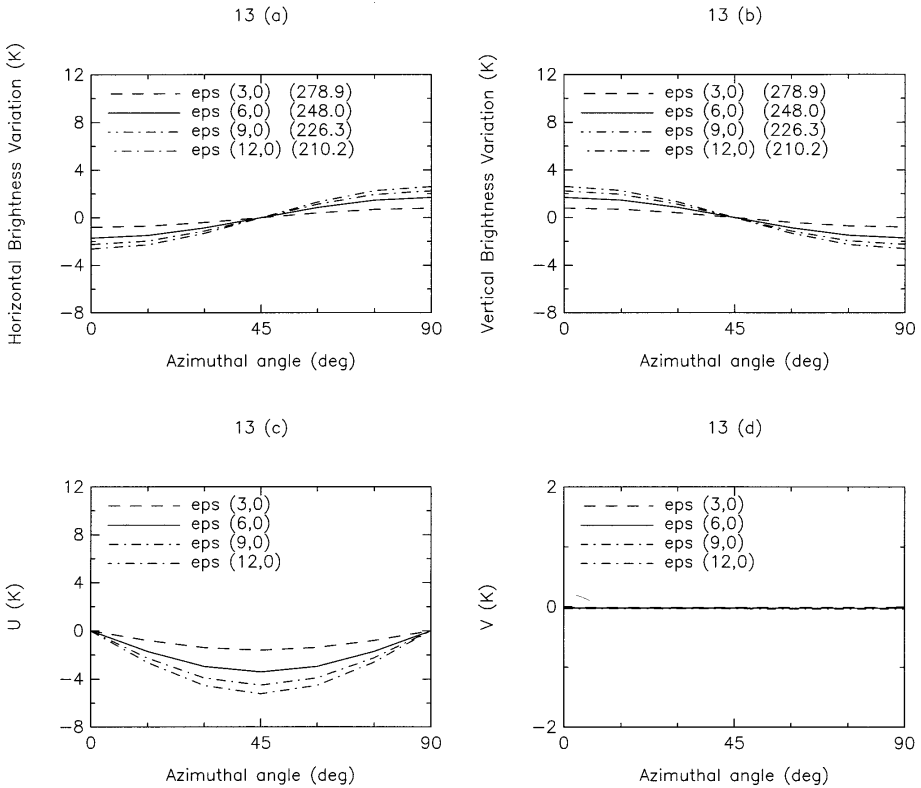 13 (a)
Horizontal Brightness Variation (K)
12
8
4
0
−4
−8
eps (3,0) (278.9)
eps (6,0) (248.0)
eps (9,0) (226.3)
eps (12,0) (210.2)
0
45
90
Azimuthal angle (deg)
13 (b)
Vertical Brightness Variation (K)
12
8
4
0
−4
−8
eps (3,0) (278.9)
eps (6,0) (248.0)
eps (9,0) (226.3)
eps (12,0) (210.2)
0
45
90
Azimuthal angle (deg)
13 (c)
U (K)
12
8
4
0
−4
−8
eps (3,0)
eps (6,0)
eps (9,0)
eps (12,0)
0
45
90
Azimuthal angle (deg)
13 (d)
V (K)
2
0
−2
eps (3,0)
eps (6,0)
eps (9,0)
eps (12,0)
0
45
90
Azimuthal angle (deg)